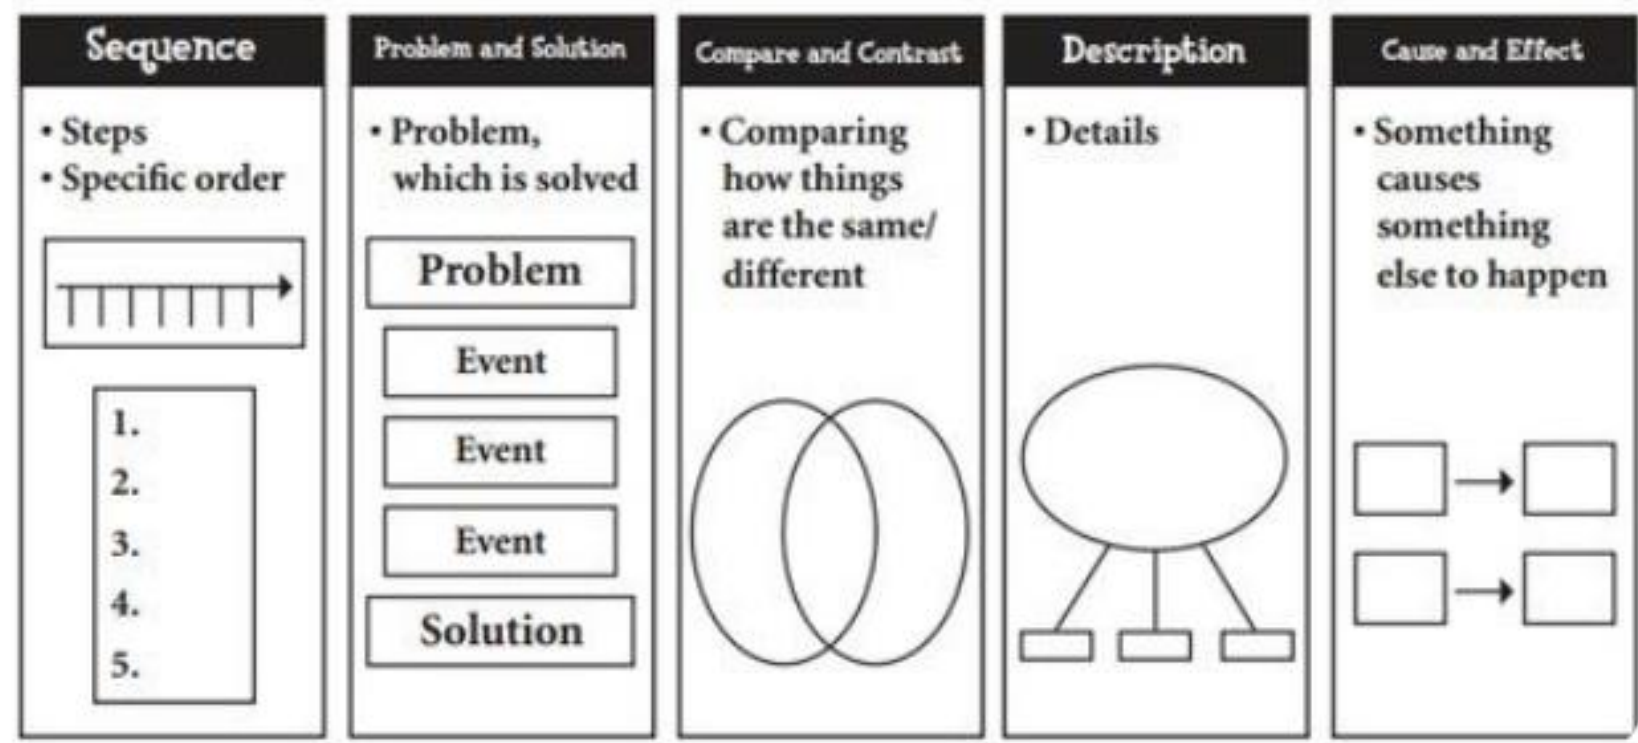 Sequence
• Steps
• Specific order
1.
2.
3.
4.
5.
Problem and Solution
• Problem,
which is solved
Problem
Event
Event
Event
Solution
Compare and Contrast
• Comparing
how things
are the same/
different
Description
• Details
Cause and Effect
• Something
causes
something
else to happen